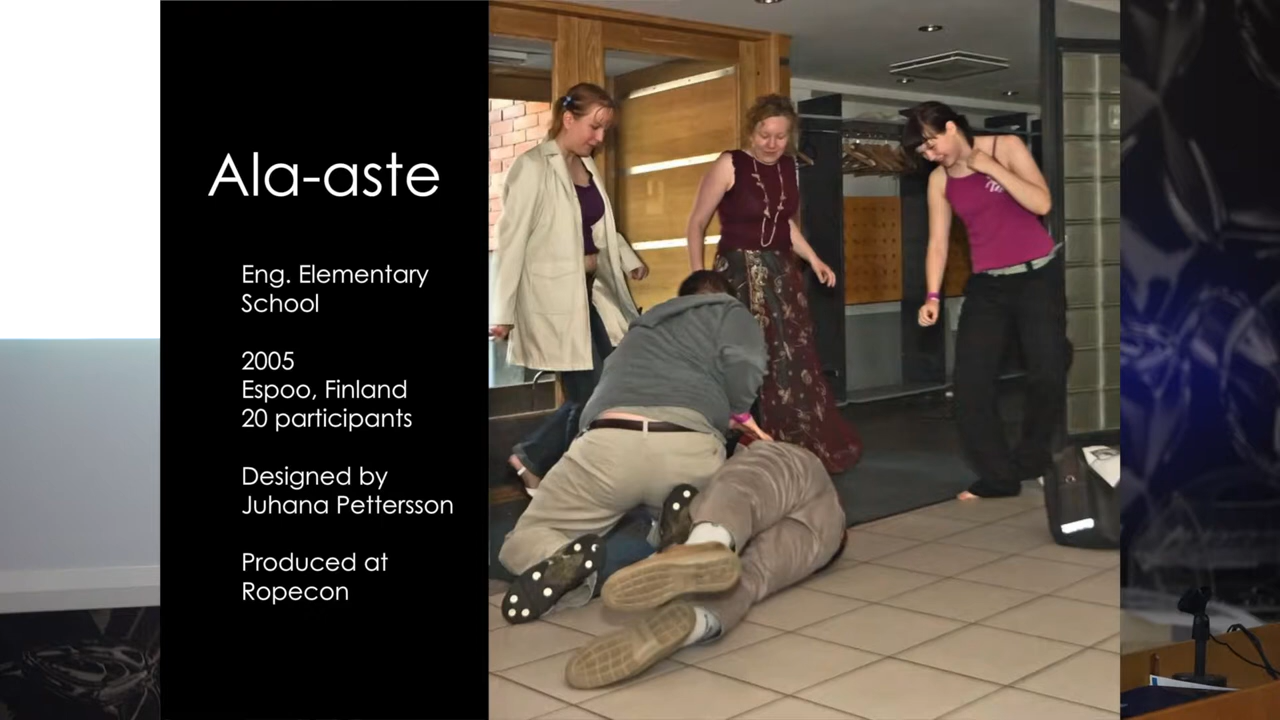 Ala-aste
Eng. Elementary
School
2005
Espoo, Finland
20 participants
Designed by
Juhana Pettersson
Produced at
Ropecon